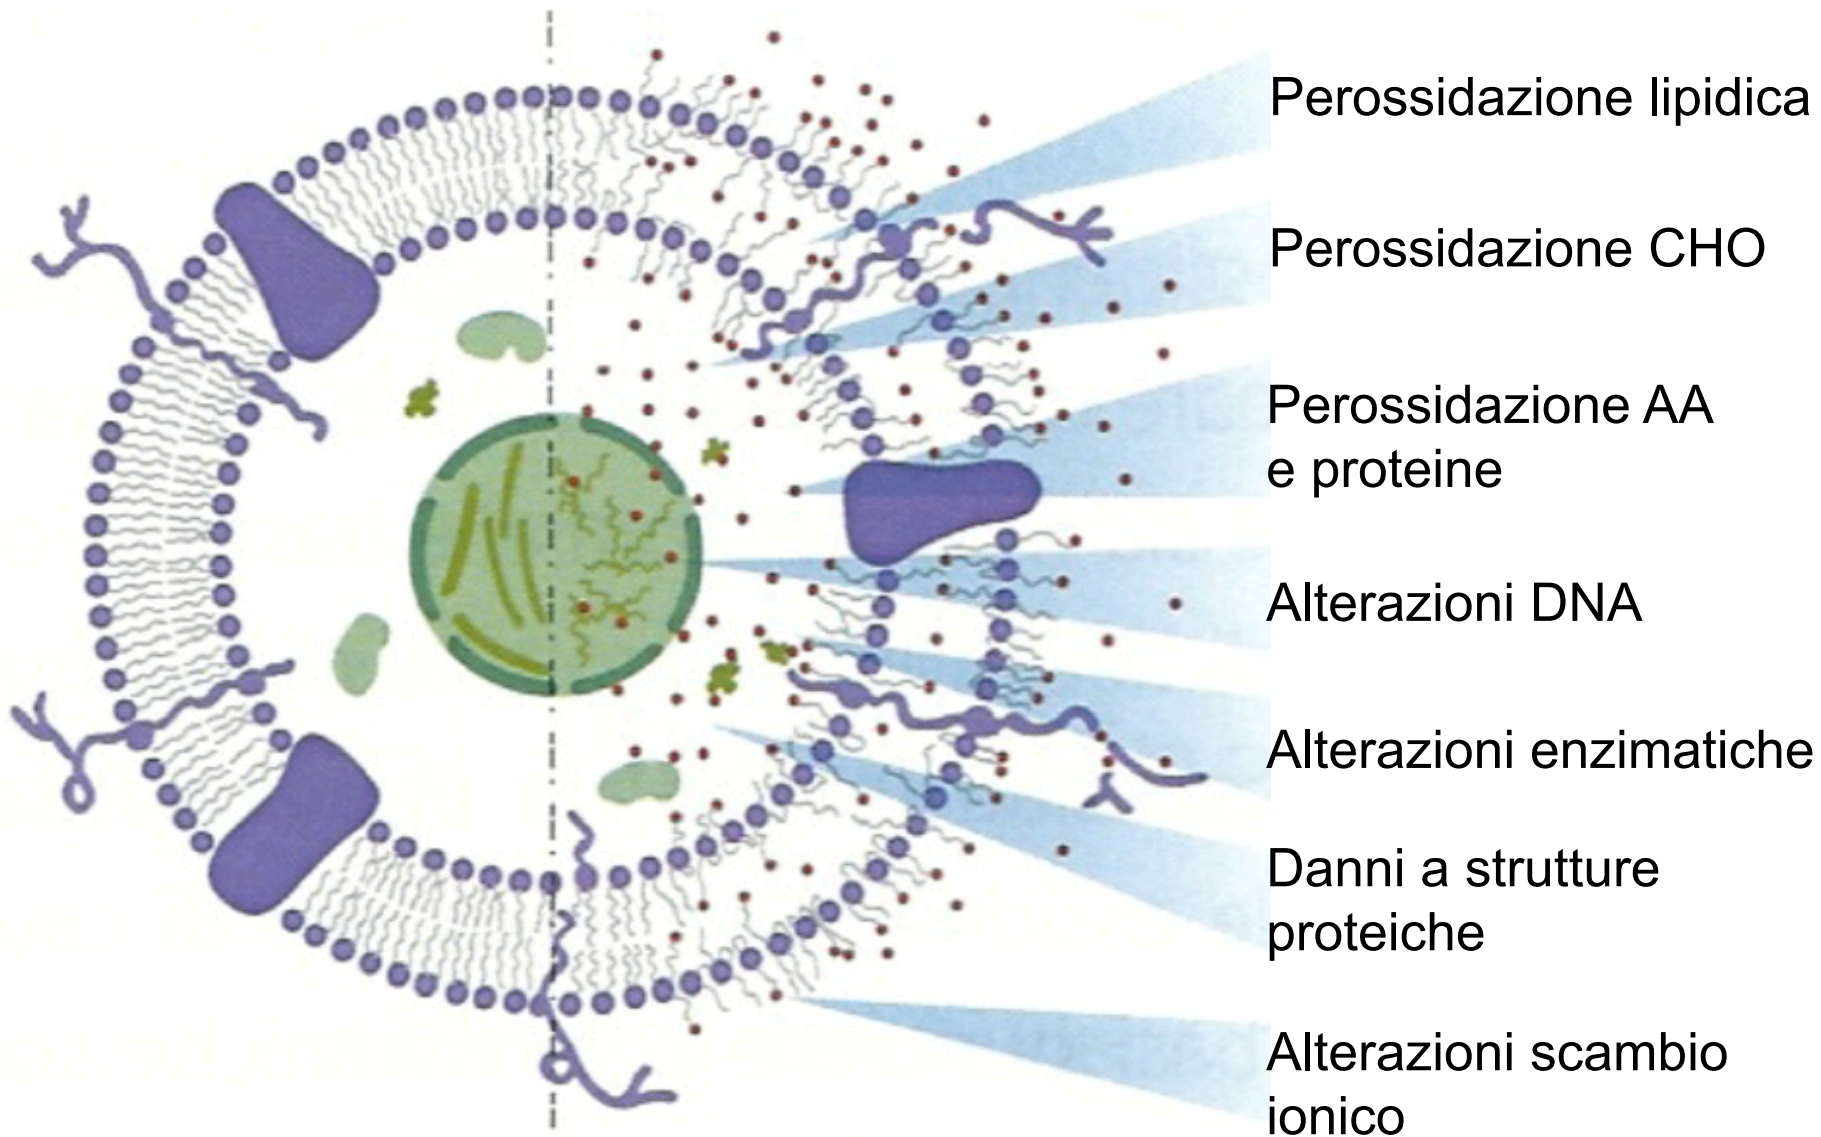 Perossidazione lipidica
Perossidazione CHO
Perossidazione AA
e proteine
Alterazioni DNA
Alterazioni enzimatiche
Danni a strutture
proteiche
Alterazioni scambio
ionico